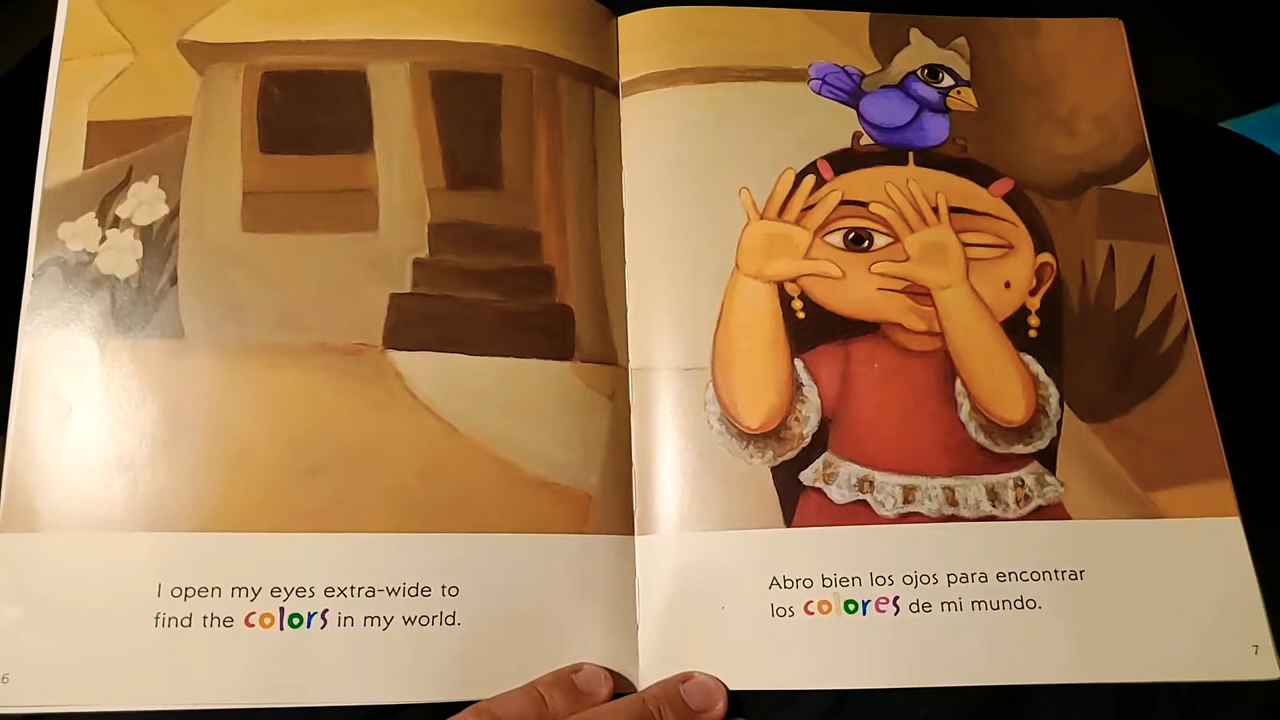 I open my eyes extra-wide to
find the colors in my world.
6
Abro bien los ojos para encontrar
los colores de mi mundo.
7